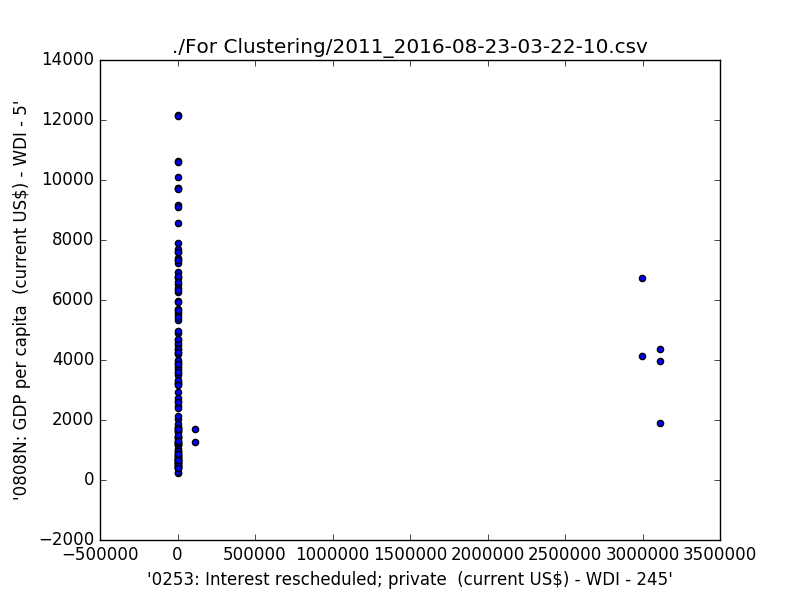 ./For Clustering/2011_2016-08-23-03-22-10.csv
14000
12000
10000
8000
6000
4000
2000
0
−2000
'0808N: GDP per capita  (current US$) - WDI - 5'
−500000 0 500000 1000000 1500000 2000000 2500000 3000000 3500000
'0253: Interest rescheduled; private  (current US$) - WDI - 245'